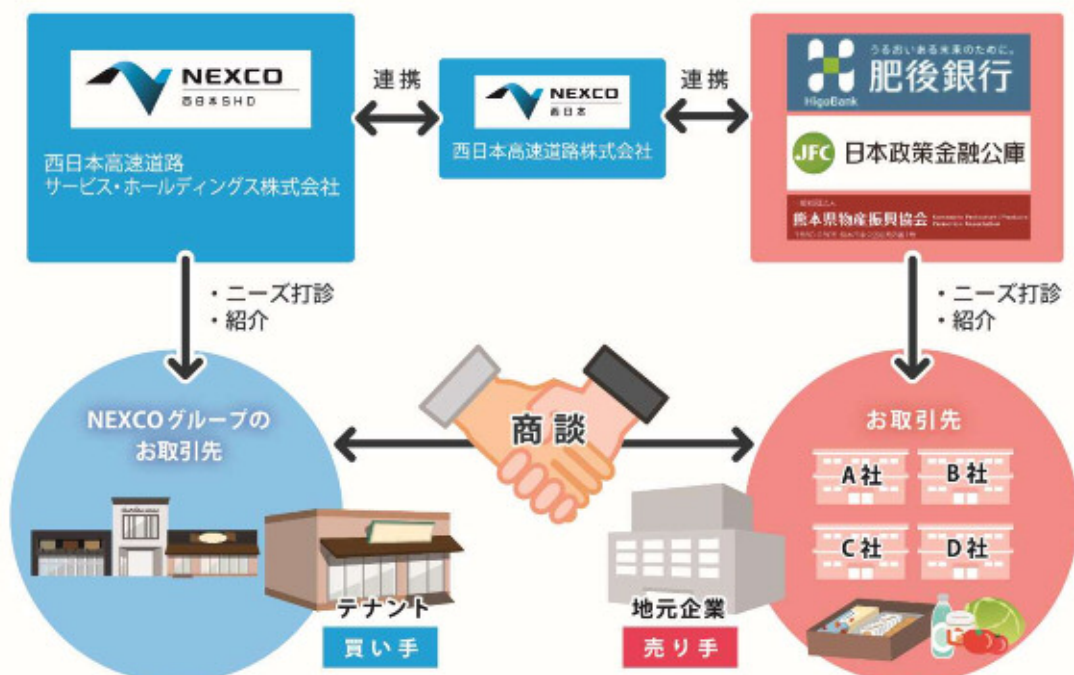 NEXCO
西日本SHD
西日本高速道路
サービス・ホールディングス株式会社
連携
NEXCO
西日本
西日本高速道路株式会社
連携
うるおいある未来のために。
肥後銀行
HigoBank
JFC 日本政策金融公庫
一般社団法人
熊本県物産振興協会
・ニーズ打診
・紹介
・ニーズ打診
・紹介
NEXCOグループの
お取引先
商談
お取引先
A社
B社
C社
D社
テナント
買い手
地元企業
売り手